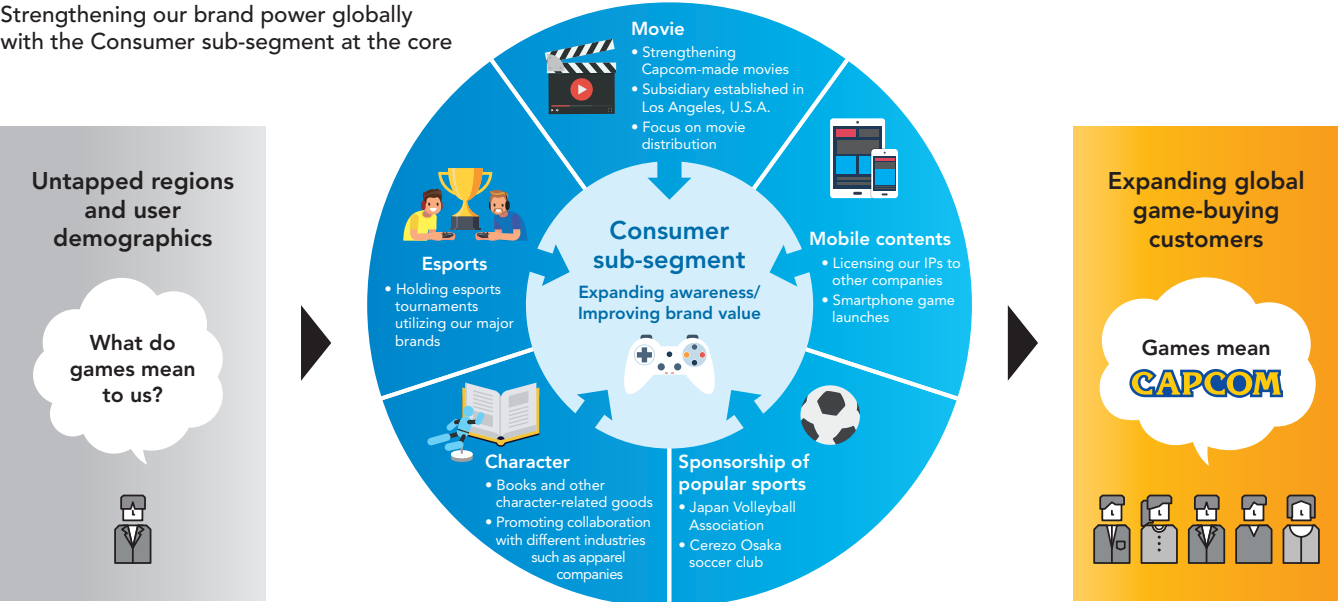 Strengthening our brand power globally
with the Consumer sub-segment at the core
Untapped regions
and user
demographics
What do
games mean
to us?
Movie
• Strengthening
Capcom-made movies
• Subsidiary established in
Los Angeles, U.S.A.
• Focus on movie
distribution
Esports
• Holding esports
tournaments
utilizing our major
brands
Consumer
sub-segment
Expanding awareness/
Improving brand value
Mobile contents
• Licensing our IPs to
other companies
• Smartphone game
launches
Character
• Books and other
character-related goods
• Promoting collaboration
with different industries
such as apparel
companies
Sponsorship of
popular sports
• Japan Volleyball
Association
• Cerezo Osaka
soccer club
Expanding global
game-buying
customers
Games mean
CAPCOM